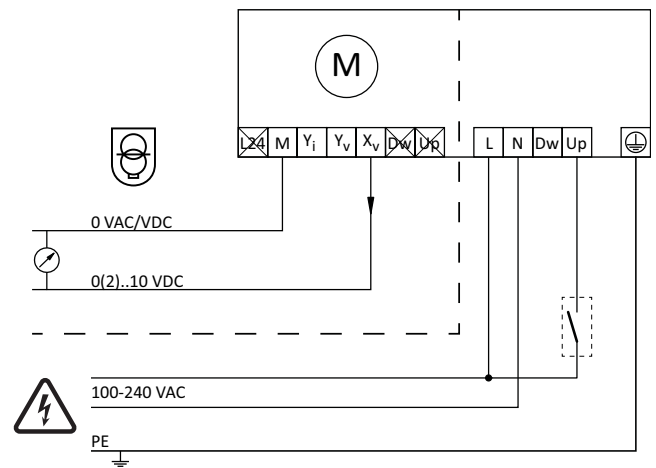 M
L24 M Yi Yv Xv Dw Up L N Dw Up
0 VAC/VDC
0(2)..10 VDC
100-240 VAC
PE